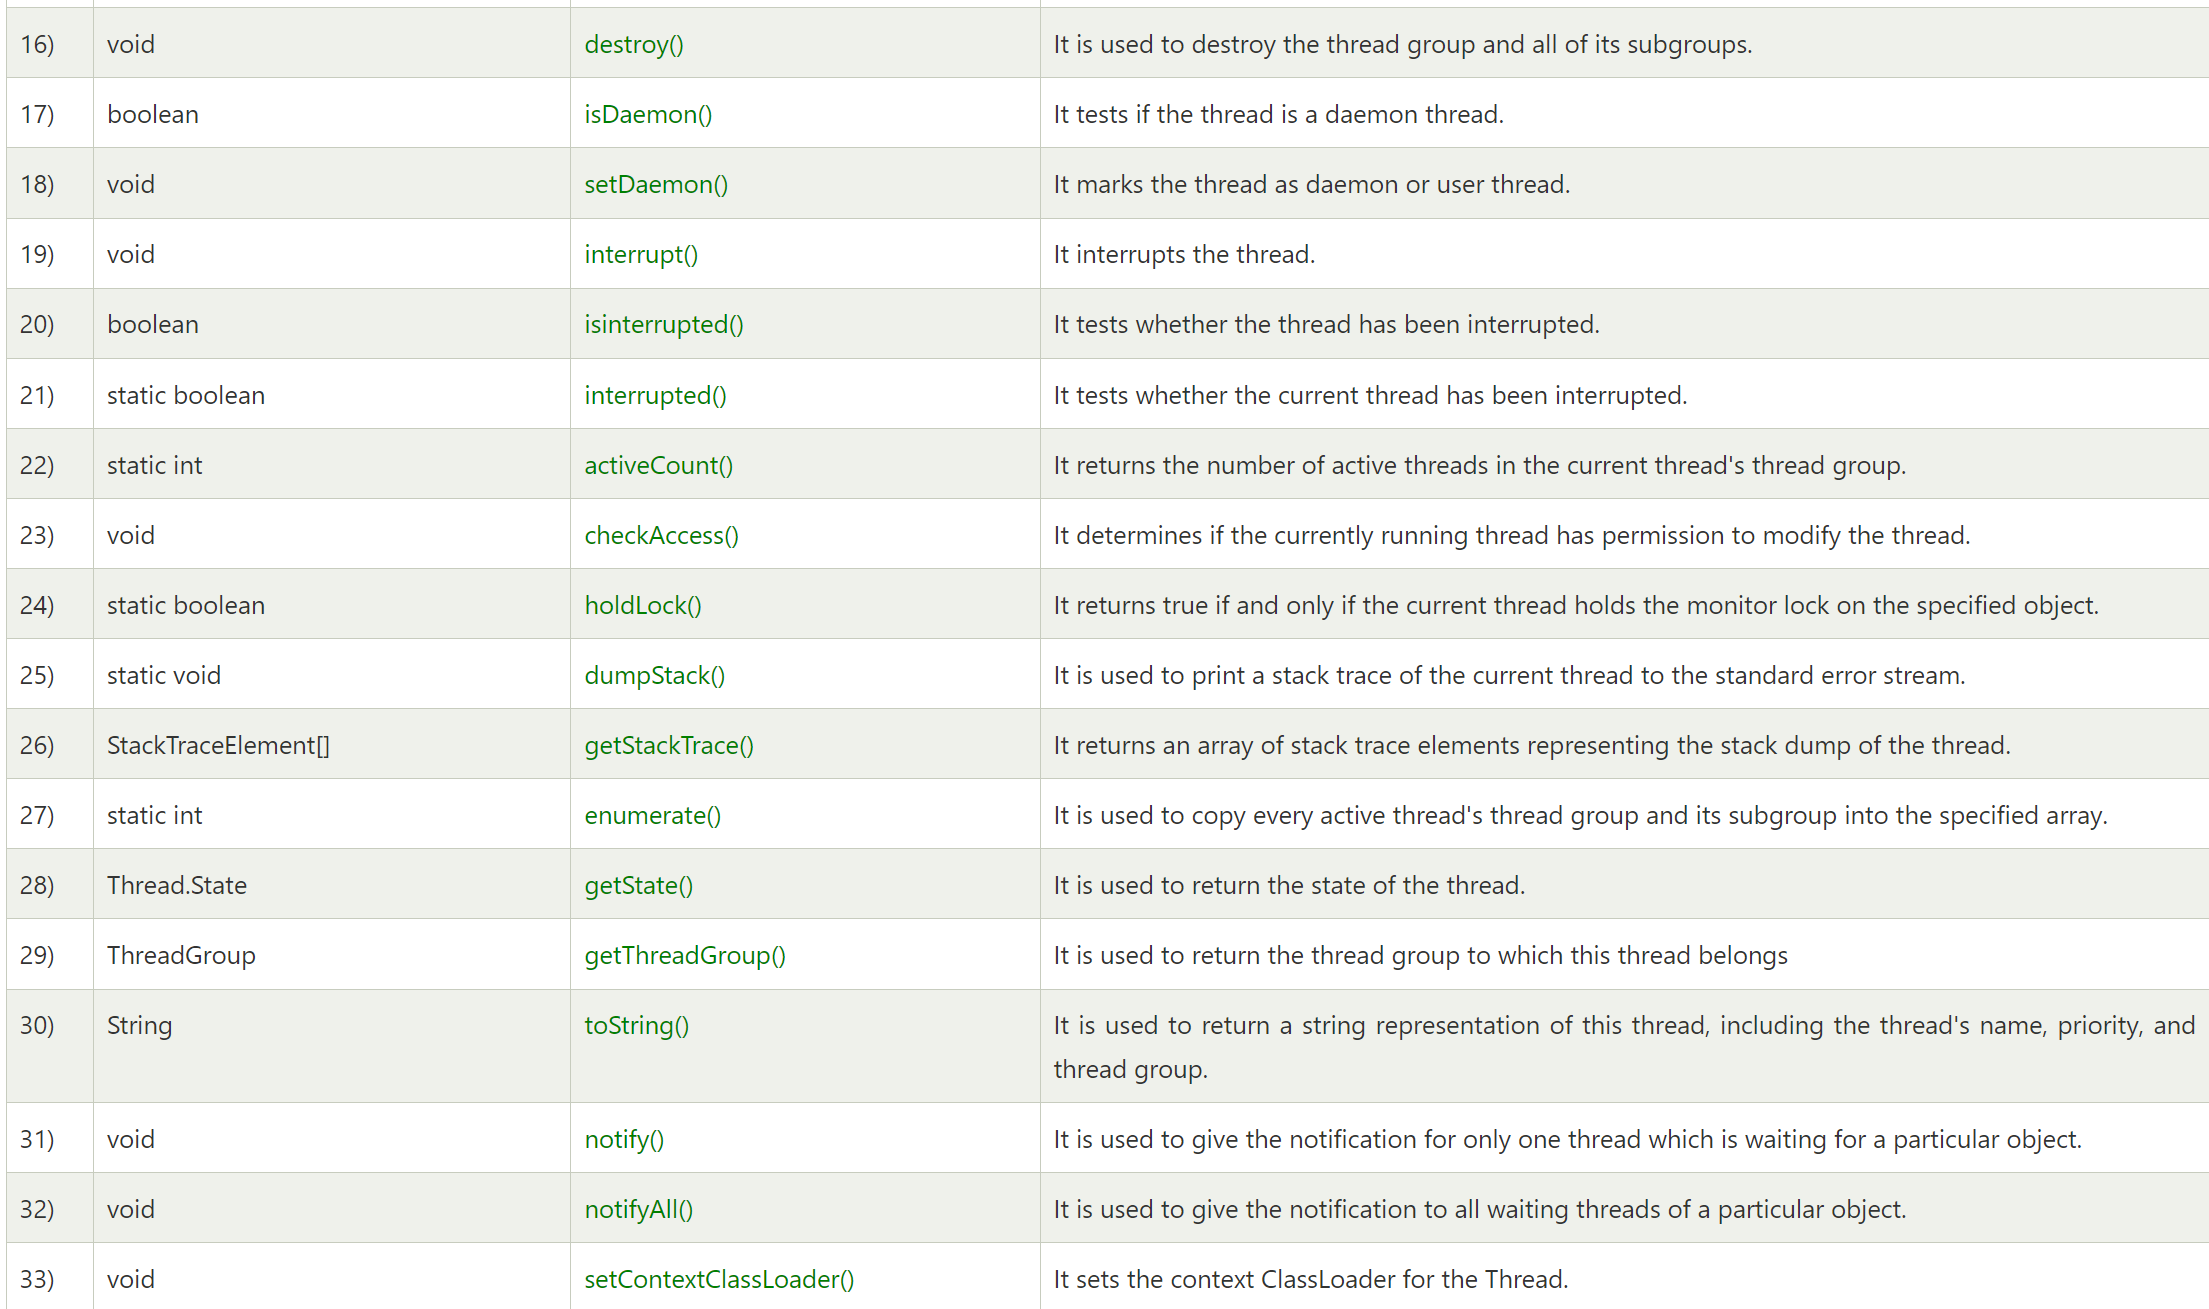 16) void destroy() It is used to destroy the thread group and all of its subgroups.
17) boolean isDaemon() It tests if the thread is a daemon thread.
18) void setDaemon() It marks the thread as daemon or user thread.
19) void interrupt() It interrupts the thread.
20) boolean isinterrupted() It tests whether the thread has been interrupted.
21) static boolean interrupted() It tests whether the current thread has been interrupted.
22) static int activeCount() It returns the number of active threads in the current thread's thread group.
23) void checkAccess() It determines if the currently running thread has permission to modify the thread.
24) static boolean holdLock() It returns true if and only if the current thread holds the monitor lock on the specified object.
25) static void dumpStack() It is used to print a stack trace of the current thread to the standard error stream.
26) StackTraceElement[] getStackTrace() It returns an array of stack trace elements representing the stack dump of the thread.
27) static int enumerate() It is used to copy every active thread's thread group and its subgroup into the specified array.
28) Thread.State getState() It is used to return the state of the thread.
29) ThreadGroup getThreadGroup() It is used to return the thread group to which this thread belongs
30) String toString() It is used to return a string representation of this thread, including the thread's name, priority, and
thread group.
31) void notify() It is used to give the notification for only one thread which is waiting for a particular object.
32) void notifyAll() It is used to give the notification to all waiting threads of a particular object.
33) void setContextClassLoader() It sets the context ClassLoader for the Thread.